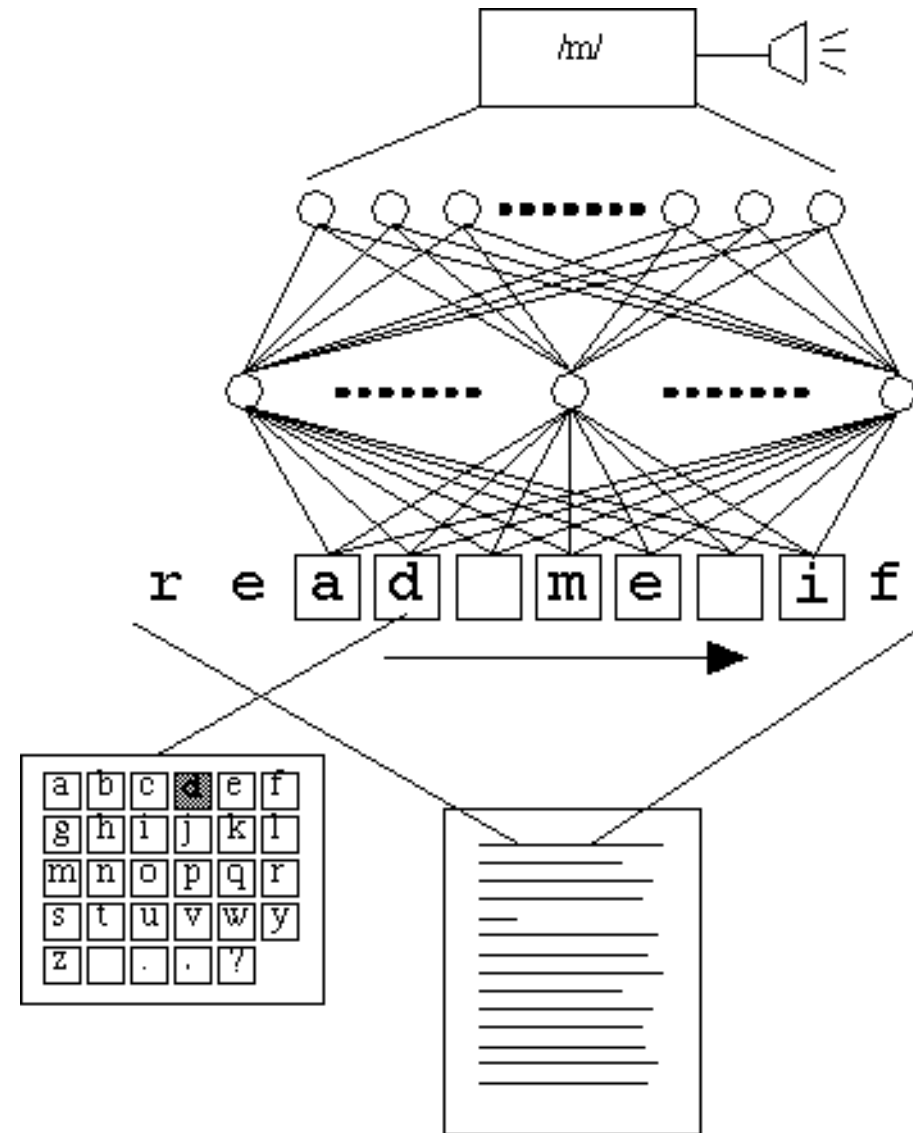 /m/
r e a d m e i f
a b c d e f
g h i j k l
m n o p q r
s t u v w y
z . , ?